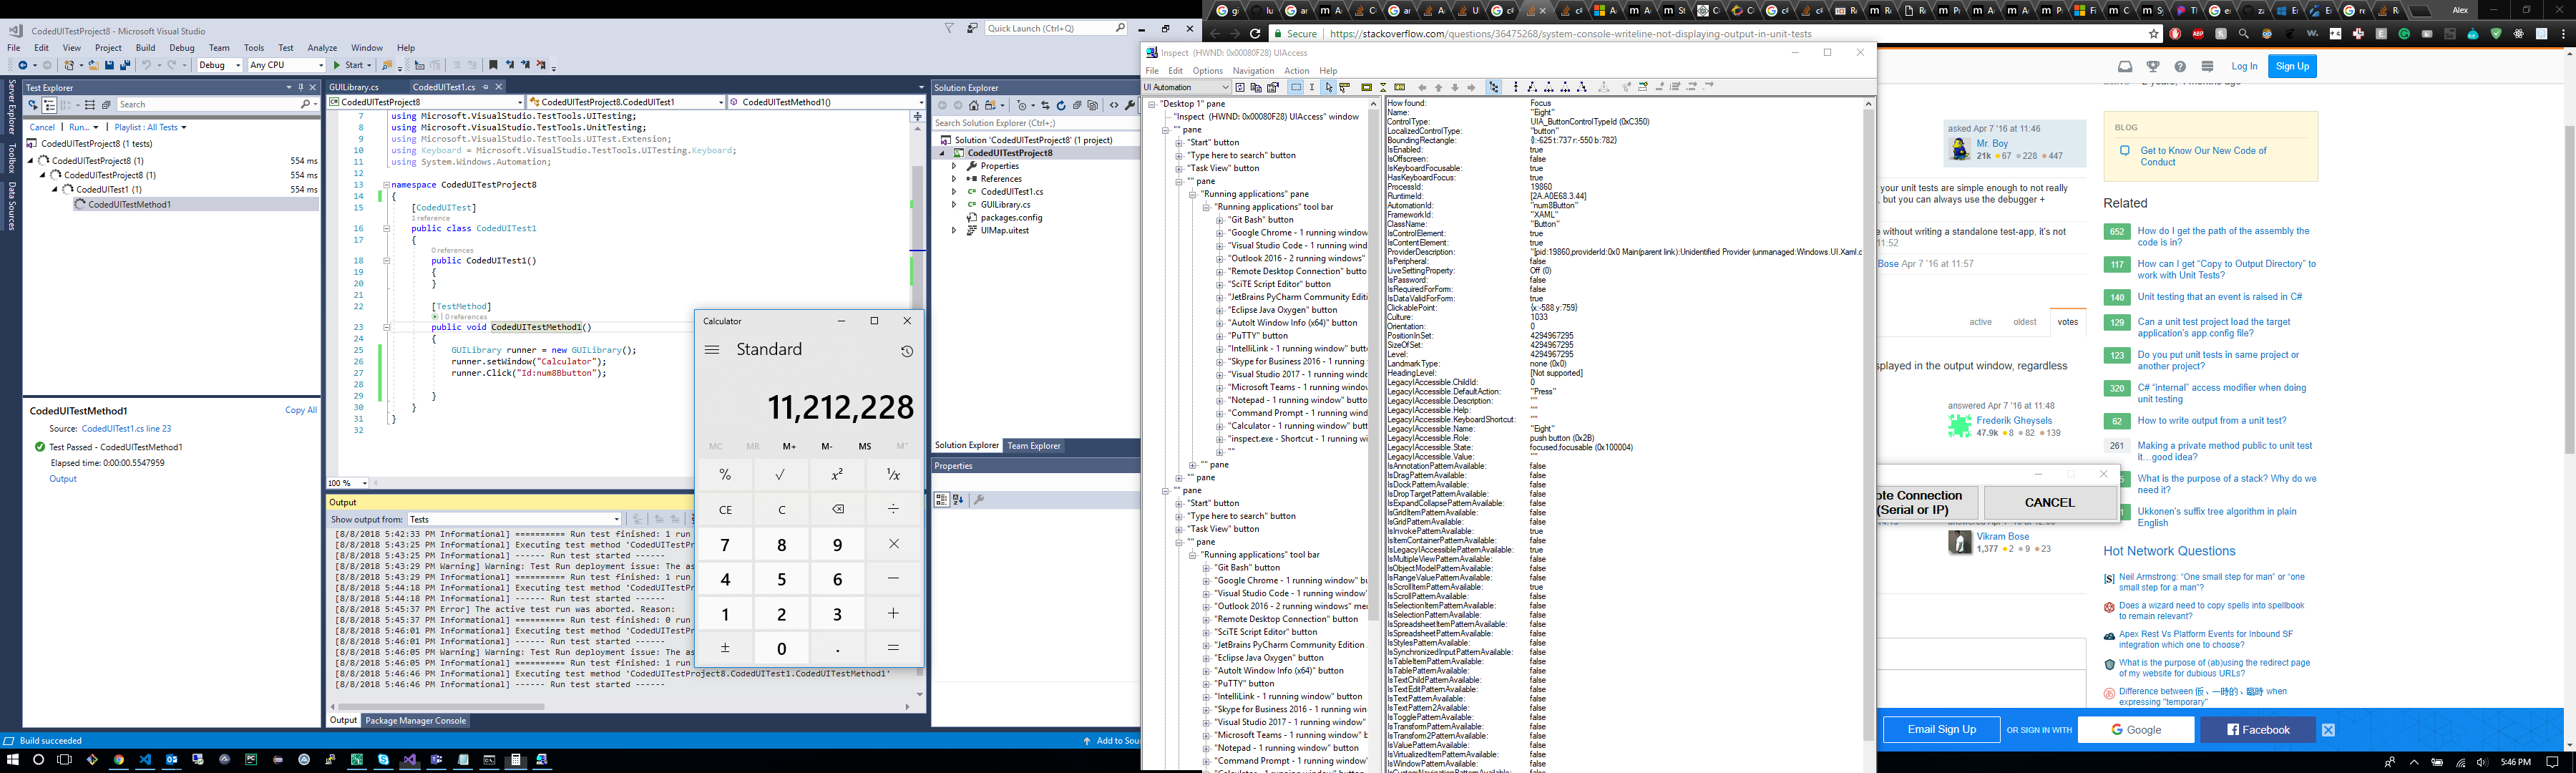 CodedUITestProject8 - Microsoft Visual Studio
Quick Launch (Ctrl+Q)
File Edit View Project Build Debug Team Tools Test Analyze Window Help
Debug Any CPU Start
Server Explorer
Toolbox
Data Sources
Test Explorer
Search
Cancel Run... Playlist : All Tests
CodedUITestProject8 (1 tests)
CodedUITestProject8 (1) 554 ms
CodedUITestProject8 (1) 554 ms
CodedUITest1 (1) 554 ms
CodedUITestMethod1
CodedUITestMethod1 Copy All
Source: CodedUITest1.cs line 23
Test Passed - CodedUITestMethod1
Elapsed time: 0:00:00.5547959
Output
GUILibrary.cs CodedUITest1.cs
CodedUITestProject8 CodedUITestProject8.CodedUITest1 CodedUITestMethod1()
7 using Microsoft.VisualStudio.TestTools.UITesting;
8 using Microsoft.VisualStudio.TestTools.UnitTesting;
9 using Microsoft.VisualStudio.TestTools.UITest.Extension;
10 using Keyboard = Microsoft.VisualStudio.TestTools.UITesting.Keyboard;
11 using System.Windows.Automation;
12
13 namespace CodedUITestProject8
14 {
15 [CodedUITest]
1 reference
16 public class CodedUITest1
17 {
0 references
18 public CodedUITest1()
19 {
20 }
21
22 [TestMethod]
0 references
23 public void CodedUITestMethod1()
24 {
25 GUILibrary runner = new GUILibrary();
26 runner.setWindow("Calculator");
27 runner.Click("Id:num8Bbutton");
28
29 }
30 }
31 }
32
100 %
Output
Show output from: Tests
[8/8/2018 5:42:33 PM Informational] ========== Run test finished: 1 run
[8/8/2018 5:43:25 PM Informational] Executing test method 'CodedUITestPr
[8/8/2018 5:43:25 PM Informational] ------ Run test started ------
[8/8/2018 5:43:29 PM Warning] Warning: Test Run deployment issue: The as
[8/8/2018 5:43:29 PM Informational] ========== Run test finished: 1 run
[8/8/2018 5:44:18 PM Informational] Executing test method 'CodedUITestPr
[8/8/2018 5:44:18 PM Informational] ------ Run test started ------
[8/8/2018 5:45:37 PM Error] The active test run was aborted. Reason:
[8/8/2018 5:45:37 PM Informational] ========== Run test finished: 0 run
[8/8/2018 5:46:01 PM Informational] Executing test method 'CodedUITestPr
[8/8/2018 5:46:01 PM Informational] ------ Run test started ------
[8/8/2018 5:46:05 PM Warning] Warning: Test Run deployment issue: The as
[8/8/2018 5:46:05 PM Informational] ========== Run test finished: 1 run
[8/8/2018 5:46:46 PM Informational] Executing test method 'CodedUITestProject8.CodedUITest1.CodedUITestMethod1'
[8/8/2018 5:46:46 PM Informational] ------ Run test started ------
Output Package Manager Console
Build succeeded
Add to Sou
Calculator
Standard
11,212,228
MC MR M+ M- MS M˅
% √ x² ¹/x
CE C ÷
7 8 9 ×
4 5 6 −
1 2 3 +
± 0 . =
Solution Explorer
Search Solution Explorer (Ctrl+;)
Solution 'CodedUITestProject8' (1 project)
CodedUITestProject8
Properties
References
CodedUITest1.cs
GUILibrary.cs
packages.config
UIMap.uitest
Solution Explorer Team Explorer
Properties
Inspect (HWND: 0x00080F28) UIAccess
File Edit Options Navigation Action Help
UI Automation
"Desktop 1" pane
"Inspect (HWND: 0x00080F28) UIAccess" window
"" pane
"Start" button
"Type here to search" button
"Task View" button
"" pane
"Running applications" pane
"Running applications" tool bar
"Git Bash" button
"Google Chrome - 1 running window"
"Visual Studio Code - 1 running wind
"Outlook 2016 - 2 running windows"
"Remote Desktop Connection" butto
"SciTE Script Editor" button
"JetBrains PyCharm Community Editi
"Eclipse Java Oxygen" button
"AutoIt Window Info (x64)" button
"PuTTY" button
"IntelliLink - 1 running window" butto
"Skype for Business 2016 - 1 running
"Visual Studio 2017 - 1 running windo
"Microsoft Teams - 1 running window
"Notepad - 1 running window" button
"Command Prompt - 1 running windo
"Calculator - 1 running window" butt
"inspect.exe - Shortcut - 1 running wi
""
"" pane
"" pane
"" pane
"Start" button
"Type here to search" button
"Task View" button
"" pane
"Running applications" tool bar
"Git Bash" button
"Google Chrome - 1 running window" bu
"Visual Studio Code - 1 running window"
"Outlook 2016 - 2 running windows" men
"Remote Desktop Connection" button
"SciTE Script Editor" button
"JetBrains PyCharm Community Edition
"Eclipse Java Oxygen" button
"AutoIt Window Info (x64)" button
"PuTTY" button
"IntelliLink - 1 running window" button
"Skype for Business 2016 - 1 running wi
"Visual Studio 2017 - 1 running window"
"Microsoft Teams - 1 running window" b
"Notepad - 1 running window" button
"Command Prompt - 1 running window"
How found: Focus
Name: "Eight"
ControlType: UIA_ButtonControlTypeId (0xC350)
LocalizedControlType: "button"
BoundingRectangle: {l:-625 t:737 r:-550 b:782}
IsEnabled: true
IsOffscreen: false
IsKeyboardFocusable: true
HasKeyboardFocus: true
ProcessId: 19860
RuntimeId: [2A.A0E68.3.44]
AutomationId: "num8Button"
FrameworkId: "XAML"
ClassName: "Button"
IsControlElement: true
IsContentElement: true
ProviderDescription: "[pid:19860,providerId:0x0 Main(parent link):Unidentified Provider (unmanaged:Windows.UI.Xaml.d
IsPeripheral: false
LiveSettingProperty: Off (0)
IsPassword: false
IsRequiredForForm: false
IsDataValidForForm: true
ClickablePoint: {x:-588 y:759}
Culture: 1033
Orientation: 0
PositionInSet: 4294967295
SizeOfSet: 4294967295
Level: 4294967295
LandmarkType: none (0x0)
HeadingLevel: [Not supported]
LegacyIAccessible.ChildId: 0
LegacyIAccessible.DefaultAction: "Press"
LegacyIAccessible.Description: ""
LegacyIAccessible.Help: ""
LegacyIAccessible.KeyboardShortcut: ""
LegacyIAccessible.Name: "Eight"
LegacyIAccessible.Role: push button (0x2B)
LegacyIAccessible.State: focused,focusable (0x100004)
LegacyIAccessible.Value: ""
IsAnnotationPatternAvailable: false
IsDragPatternAvailable: false
IsDockPatternAvailable: false
IsDropTargetPatternAvailable: false
IsExpandCollapsePatternAvailable: false
IsGridItemPatternAvailable: false
IsGridPatternAvailable: false
IsInvokePatternAvailable: true
IsItemContainerPatternAvailable: false
IsLegacyIAccessiblePatternAvailable: true
IsMultipleViewPatternAvailable: false
IsObjectModelPatternAvailable: false
IsRangeValuePatternAvailable: false
IsScrollItemPatternAvailable: true
IsScrollPatternAvailable: false
IsSelectionItemPatternAvailable: false
IsSelectionPatternAvailable: false
IsSpreadsheetItemPatternAvailable: false
IsSpreadsheetPatternAvailable: false
IsStylesPatternAvailable: false
IsSynchronizedInputPatternAvailable: false
IsTableItemPatternAvailable: false
IsTablePatternAvailable: false
IsTextChildPatternAvailable: false
IsTextEditPatternAvailable: false
IsTextPatternAvailable: false
IsTextPattern2Available: false
IsTogglePatternAvailable: false
IsTransformPatternAvailable: false
IsTransform2PatternAvailable: false
IsValuePatternAvailable: false
IsVirtualizedItemPatternAvailable: false
IsWindowPatternAvailable: false
Alex
Secure https://stackoverflow.com/questions/36475268/system-console-writeline-not-displaying-output-in-unit-tests
Log In Sign Up
asked Apr 7 '16 at 11:46
Mr. Boy
21k 67 228 447
your unit tests are simple enough to not really
, but you can always use the debugger +
e without writing a standalone test-app, it's not
11:52
Bose Apr 7 '16 at 11:57
active oldest votes
splayed in the output window, regardless
answered Apr 7 '16 at 11:48
Frederik Gheysels
47.9k 8 82 139
ote Connection
(Serial or IP)
CANCEL
Vikram Bose
1,377 2 9 23
BLOG
Get to Know Our New Code of
Conduct
Related
652 How do I get the path of the assembly the
code is in?
117 How can I get "Copy to Output Directory" to
work with Unit Tests?
140 Unit testing that an event is raised in C#
129 Can a unit test project load the target
application's app.config file?
123 Do you put unit tests in same project or
another project?
320 C# "internal" access modifier when doing
unit testing
62 How to write output from a unit test?
261 Making a private method public to unit test
it...good idea?
What is the purpose of a stack? Why do we
need it?
Ukkonen's suffix tree algorithm in plain
English
Hot Network Questions
Neil Armstrong: "One small step for man" or "one
small step for a man"?
Does a wizard need to copy spells into spellbook
to remain relevant?
Apex Rest Vs Platform Events for Inbound SF
integration which one to choose?
What is the purpose of (ab)using the redirect page
of my website for dubious URLs?
Difference between 仮、一時的、臨時 when
expressing "temporary"
Email Sign Up OR SIGN IN WITH Google Facebook
5:46 PM